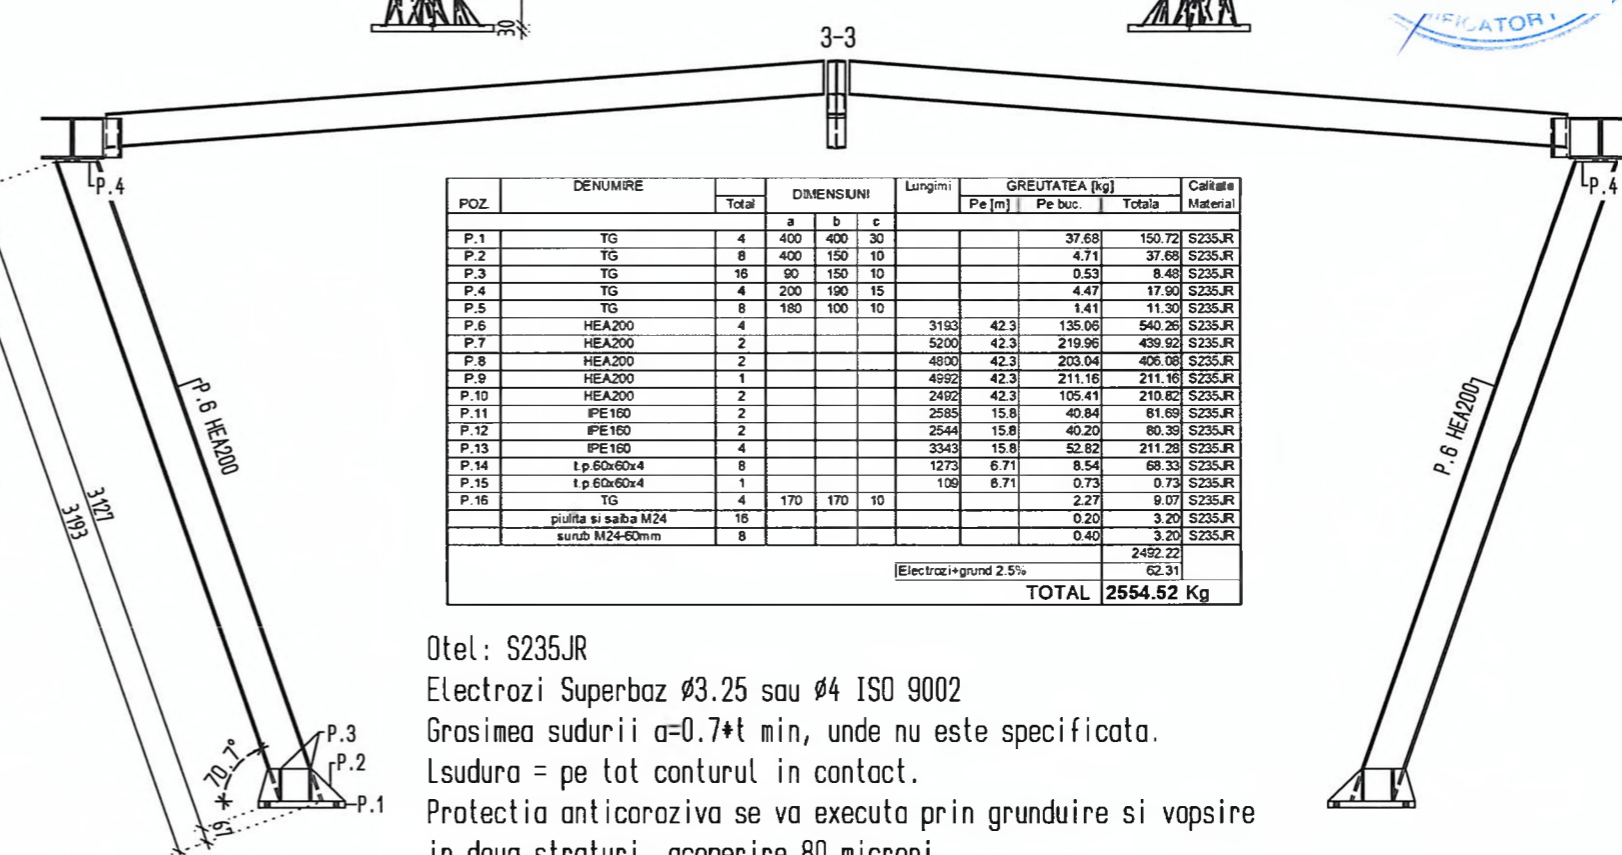 30
3-3
IFICATOR
P.4
P.4
POZ. DENUMIRE Total DIMENSIUNI Lungimi GREUTATEA [kg] Calitate Material
Pe [m] Pe buc. Totala
a b c
P.1 TG 4 400 400 30 37.68 150.72 S235JR
P.2 TG 8 400 150 10 4.71 37.68 S235JR
P.3 TG 16 90 150 10 0.53 8.48 S235JR
P.4 TG 4 200 190 15 4.47 17.90 S235JR
P.5 TG 8 180 100 10 1.41 11.30 S235JR
P.6 HEA200 4 3193 42.3 135.06 540.26 S235JR
P.7 HEA200 2 5200 42.3 219.96 439.92 S235JR
P.8 HEA200 2 4800 42.3 203.04 406.08 S235JR
P.9 HEA200 1 4992 42.3 211.16 211.16 S235JR
P.10 HEA200 2 2492 42.3 105.41 210.82 S235JR
P.11 IPE160 2 2585 15.8 40.84 81.69 S235JR
P.12 IPE160 2 2544 15.8 40.20 80.39 S235JR
P.13 IPE160 4 3343 15.8 52.82 211.28 S235JR
P.14 t.p.60x60x4 8 1273 6.71 8.54 68.33 S235JR
P.15 t.p.60x60x4 1 109 6.71 0.73 0.73 S235JR
P.16 TG 4 170 170 10 2.27 9.07 S235JR
piulita si saiba M24 16 0.20 3.20 S235JR
surub M24-60mm 8 0.40 3.20 S235JR
2492.22
Electrozi+grund 2.5% 62.31
TOTAL 2554.52 Kg
P.6 HEA200
P.6 HEA200
3127
3193
70.7°
67
P.3
P.2
P.1
Otel: S235JR
Electrozi Superbaz Ø3.25 sau Ø4 ISO 9002
Grosimea sudurii a=0.7*t min, unde nu este specificata.
Lsudura = pe tot conturul in contact.
Protectia anticoroziva se va executa prin grunduire si vopsire
in doua straturi, acoperire 80 microni